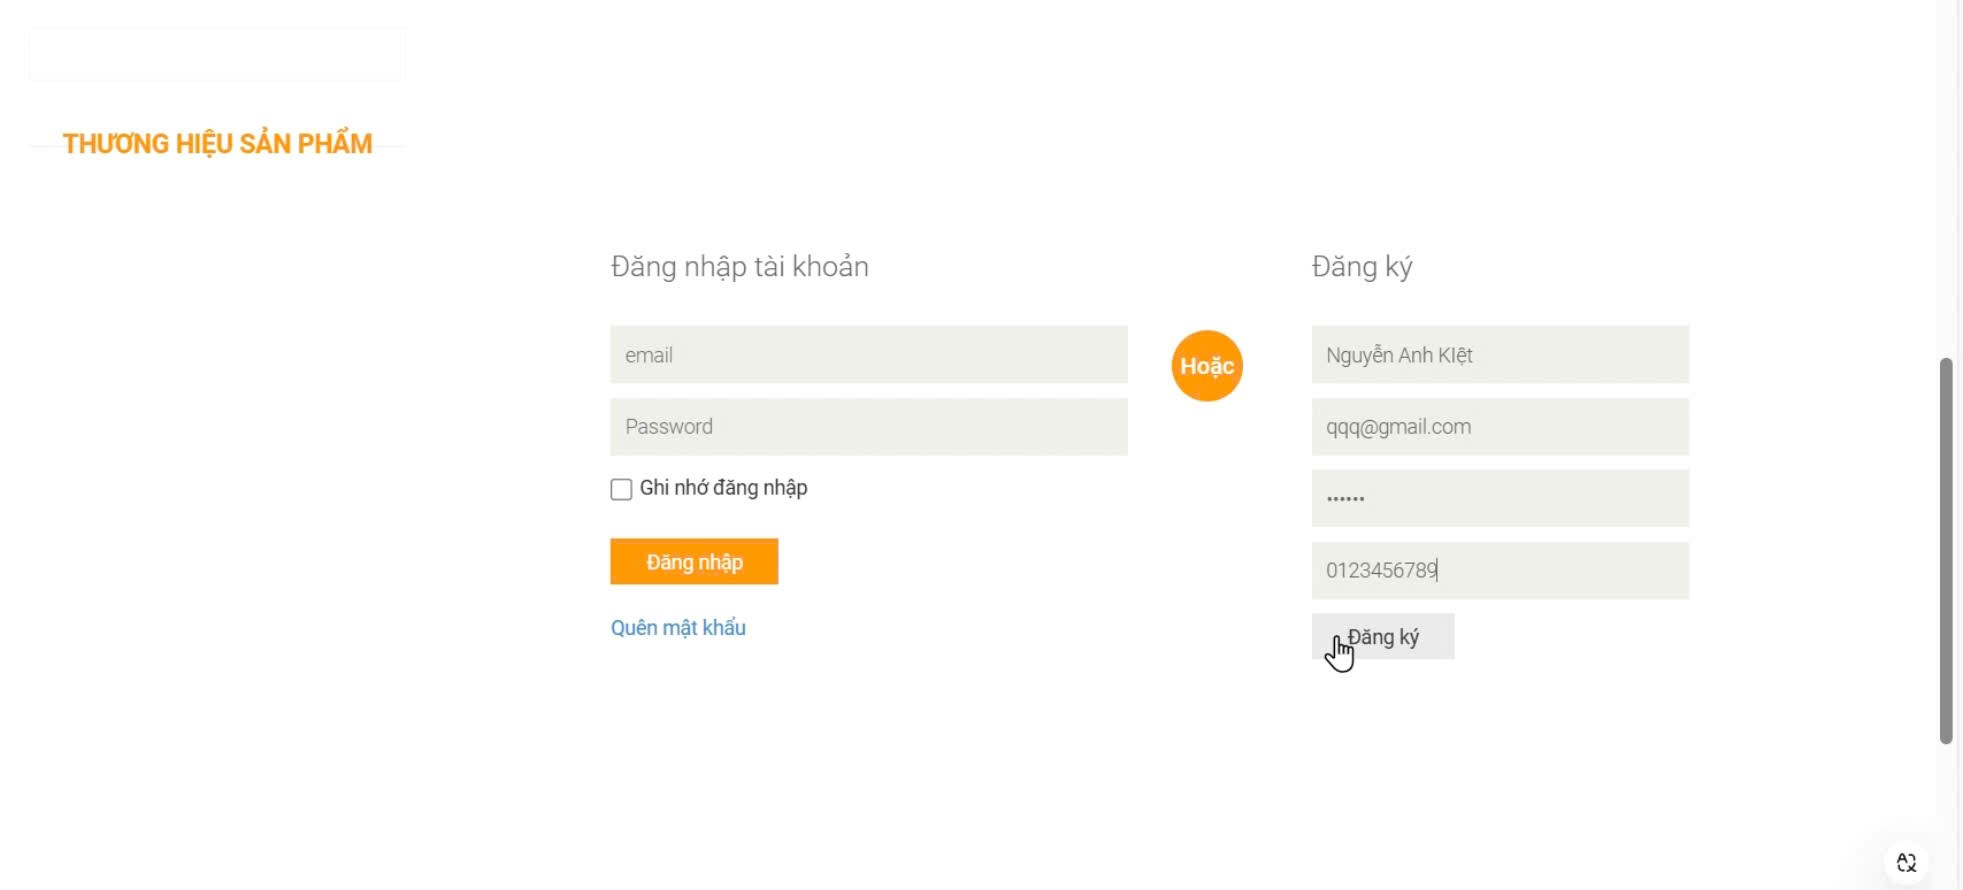 THƯƠNG HIỆU SẢN PHẨM
Đăng nhập tài khoản
email
Password
Ghi nhớ đăng nhập
Đăng nhập
Quên mật khẩu
Hoặc
Đăng ký
Nguyễn Anh KIệt
qqq@gmail.com
••••••
0123456789
Đăng ký